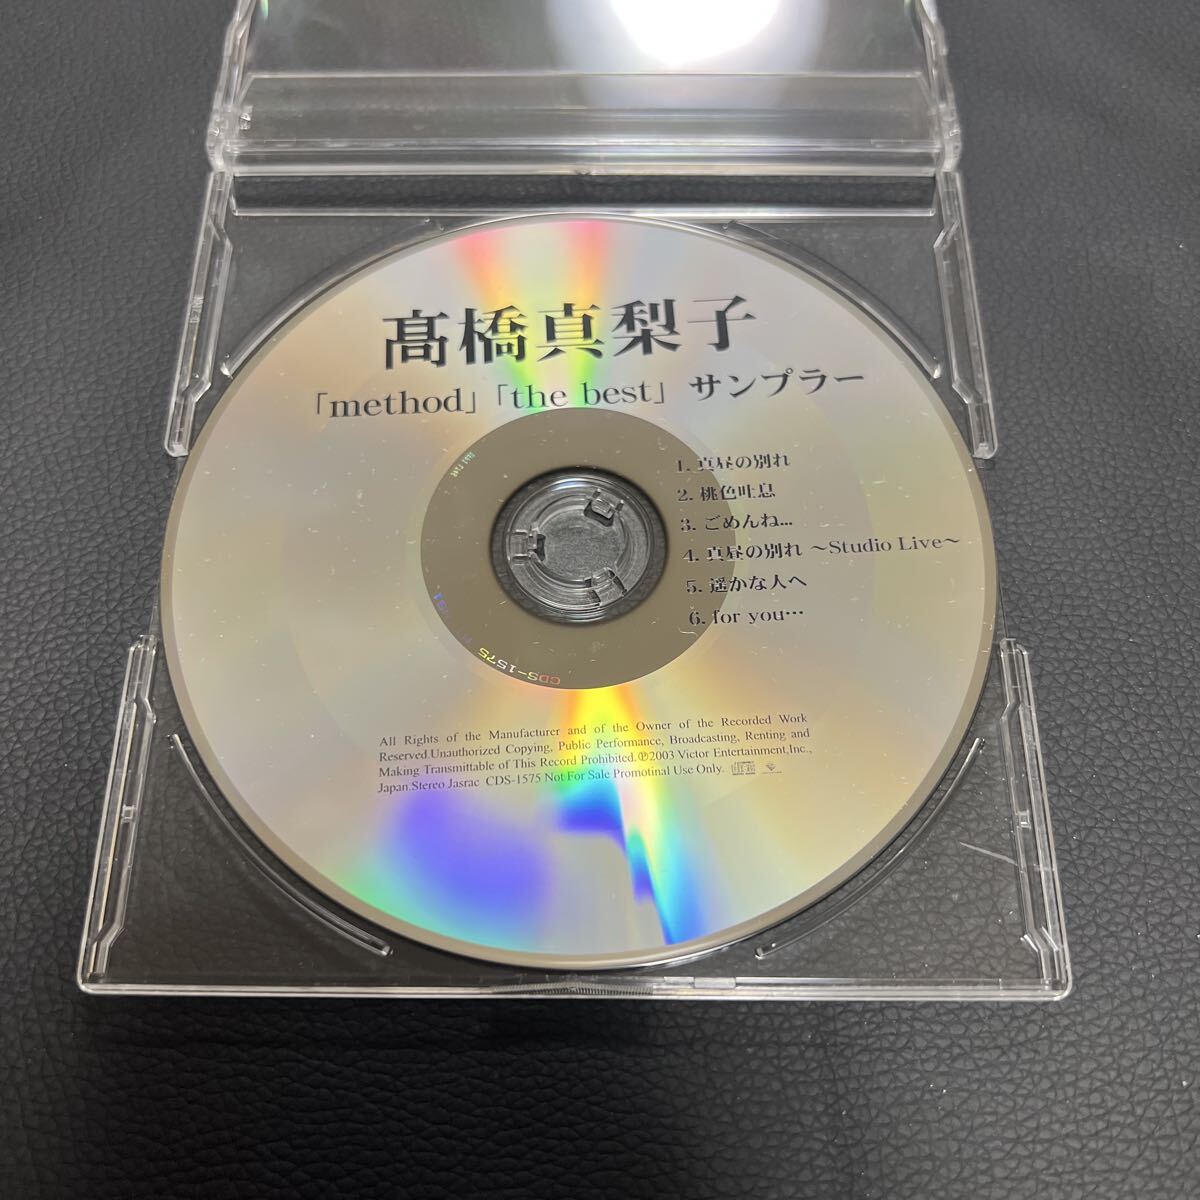 髙橋真梨子
「method」「the best」 サンプラー
1. 真昼の別れ
2. 桃色吐息
3. ごめんね...
4. 真昼の別れ 〜Studio Live〜
5. 遥かな人へ
6. for you…
CDS-1575
All Rights of the Manufacturer and of the Owner of the Recorded Work
Reserved.Unauthorized Copying, Public Performance, Broadcasting, Renting and
Making Transmittable of This Record Prohibited.℗2003 Victor Entertainment,Inc.,
Japan.Stereo Jasrac CDS-1575 Not For Sale Promotinal Use Only.